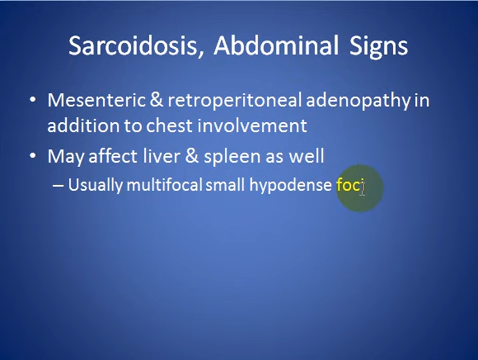 Sarcoidosis, Abdominal Signs
• Mesenteric & retroperitoneal adenopathy in
addition to chest involvement
• May affect liver & spleen as well
– Usually multifocal small hypodense foci